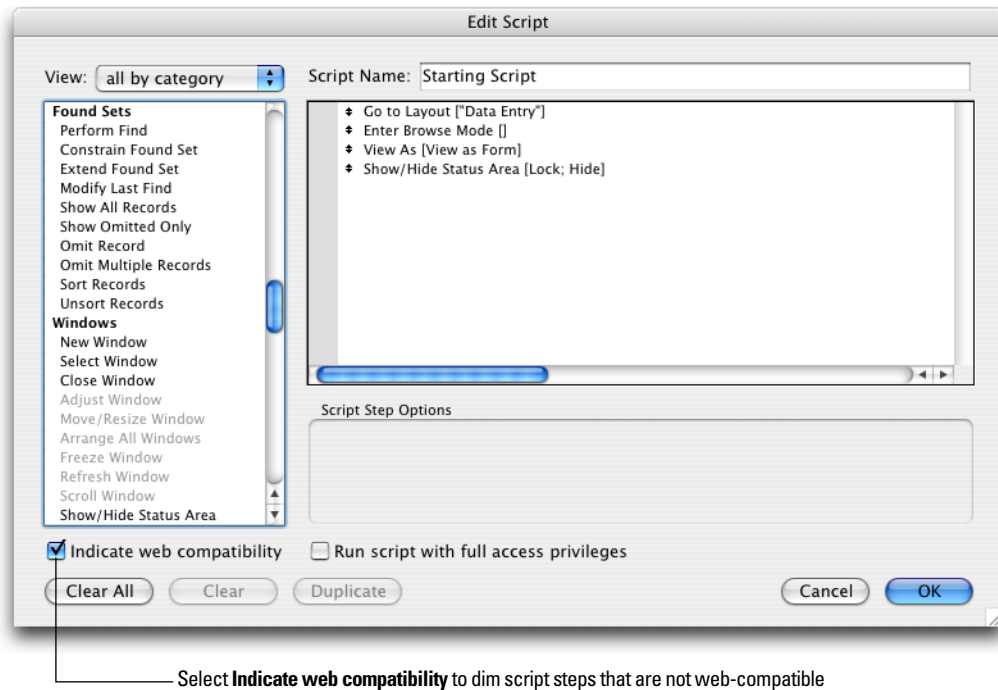 Edit Script
View: all by category
Script Name: Starting Script
Found Sets
Perform Find
Constrain Found Set
Extend Found Set
Modify Last Find
Show All Records
Show Omitted Only
Omit Record
Omit Multiple Records
Sort Records
Unsort Records
Windows
New Window
Select Window
Close Window
Adjust Window
Move/Resize Window
Arrange All Windows
Freeze Window
Refresh Window
Scroll Window
Show/Hide Status Area
Go to Layout ["Data Entry"]
Enter Browse Mode []
View As [View as Form]
Show/Hide Status Area [Lock; Hide]
Script Step Options
Indicate web compatibility
Run script with full access privileges
Clear All
Clear
Duplicate
Cancel
OK
Select Indicate web compatibility to dim script steps that are not web-compatible